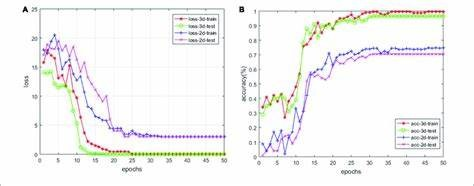 A
25
20
15
10
5
0
loss
0 5 10 15 20 25 30 35 40 45 50
epochs
loss-3d-train
loss-3d-test
loss-2d-train
loss-2d-test
B
1
0.9
0.8
0.7
0.6
0.5
0.4
0.3
0.2
0.1
0
accuracy(%)
0 5 10 15 20 25 30 35 40 45 50
epochs
acc-3d-train
acc-3d-test
acc-2d-train
acc-2d-test